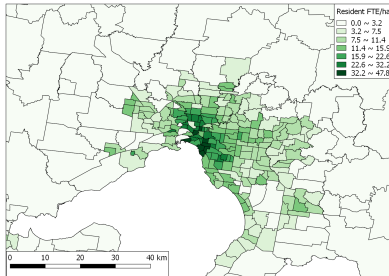 Resident FTE/ha
0.0 ~ 3.2
3.2 ~ 7.5
7.5 ~ 11.4
11.4 ~ 15.9
15.9 ~ 22.6
22.6 ~ 32.2
32.2 ~ 47.8
0 10 20 30 40 km